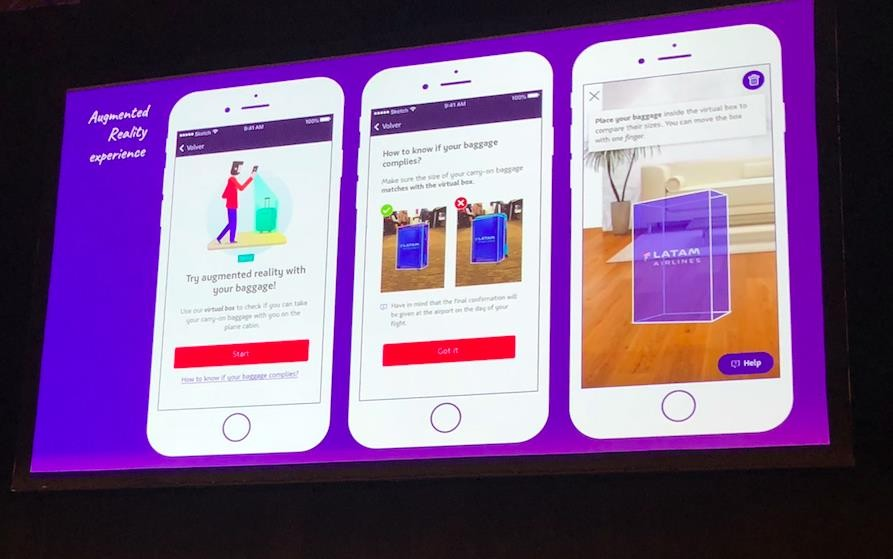 Augmented
Reality
experience
Sketch
9:41 AM
100%
Volver
Try augmented reality with
your baggage!
Use our virtual box to check if you can take
your carry-on baggage with you on the
plane cabin.
Start
How to know if your baggage complies?
Sketch
9:41 AM
100%
Volver
How to know if your baggage
complies?
Make sure the size of your carry-on baggage
matches with the virtual box.
LATAM
LATAM
Have in mind that the final confirmation will
be given at the airport on the day of your
flight.
Got it
Place your baggage inside the virtual box to
compare their sizes. You can move the box
with one finger.
LATAM
AIRLINES
Help